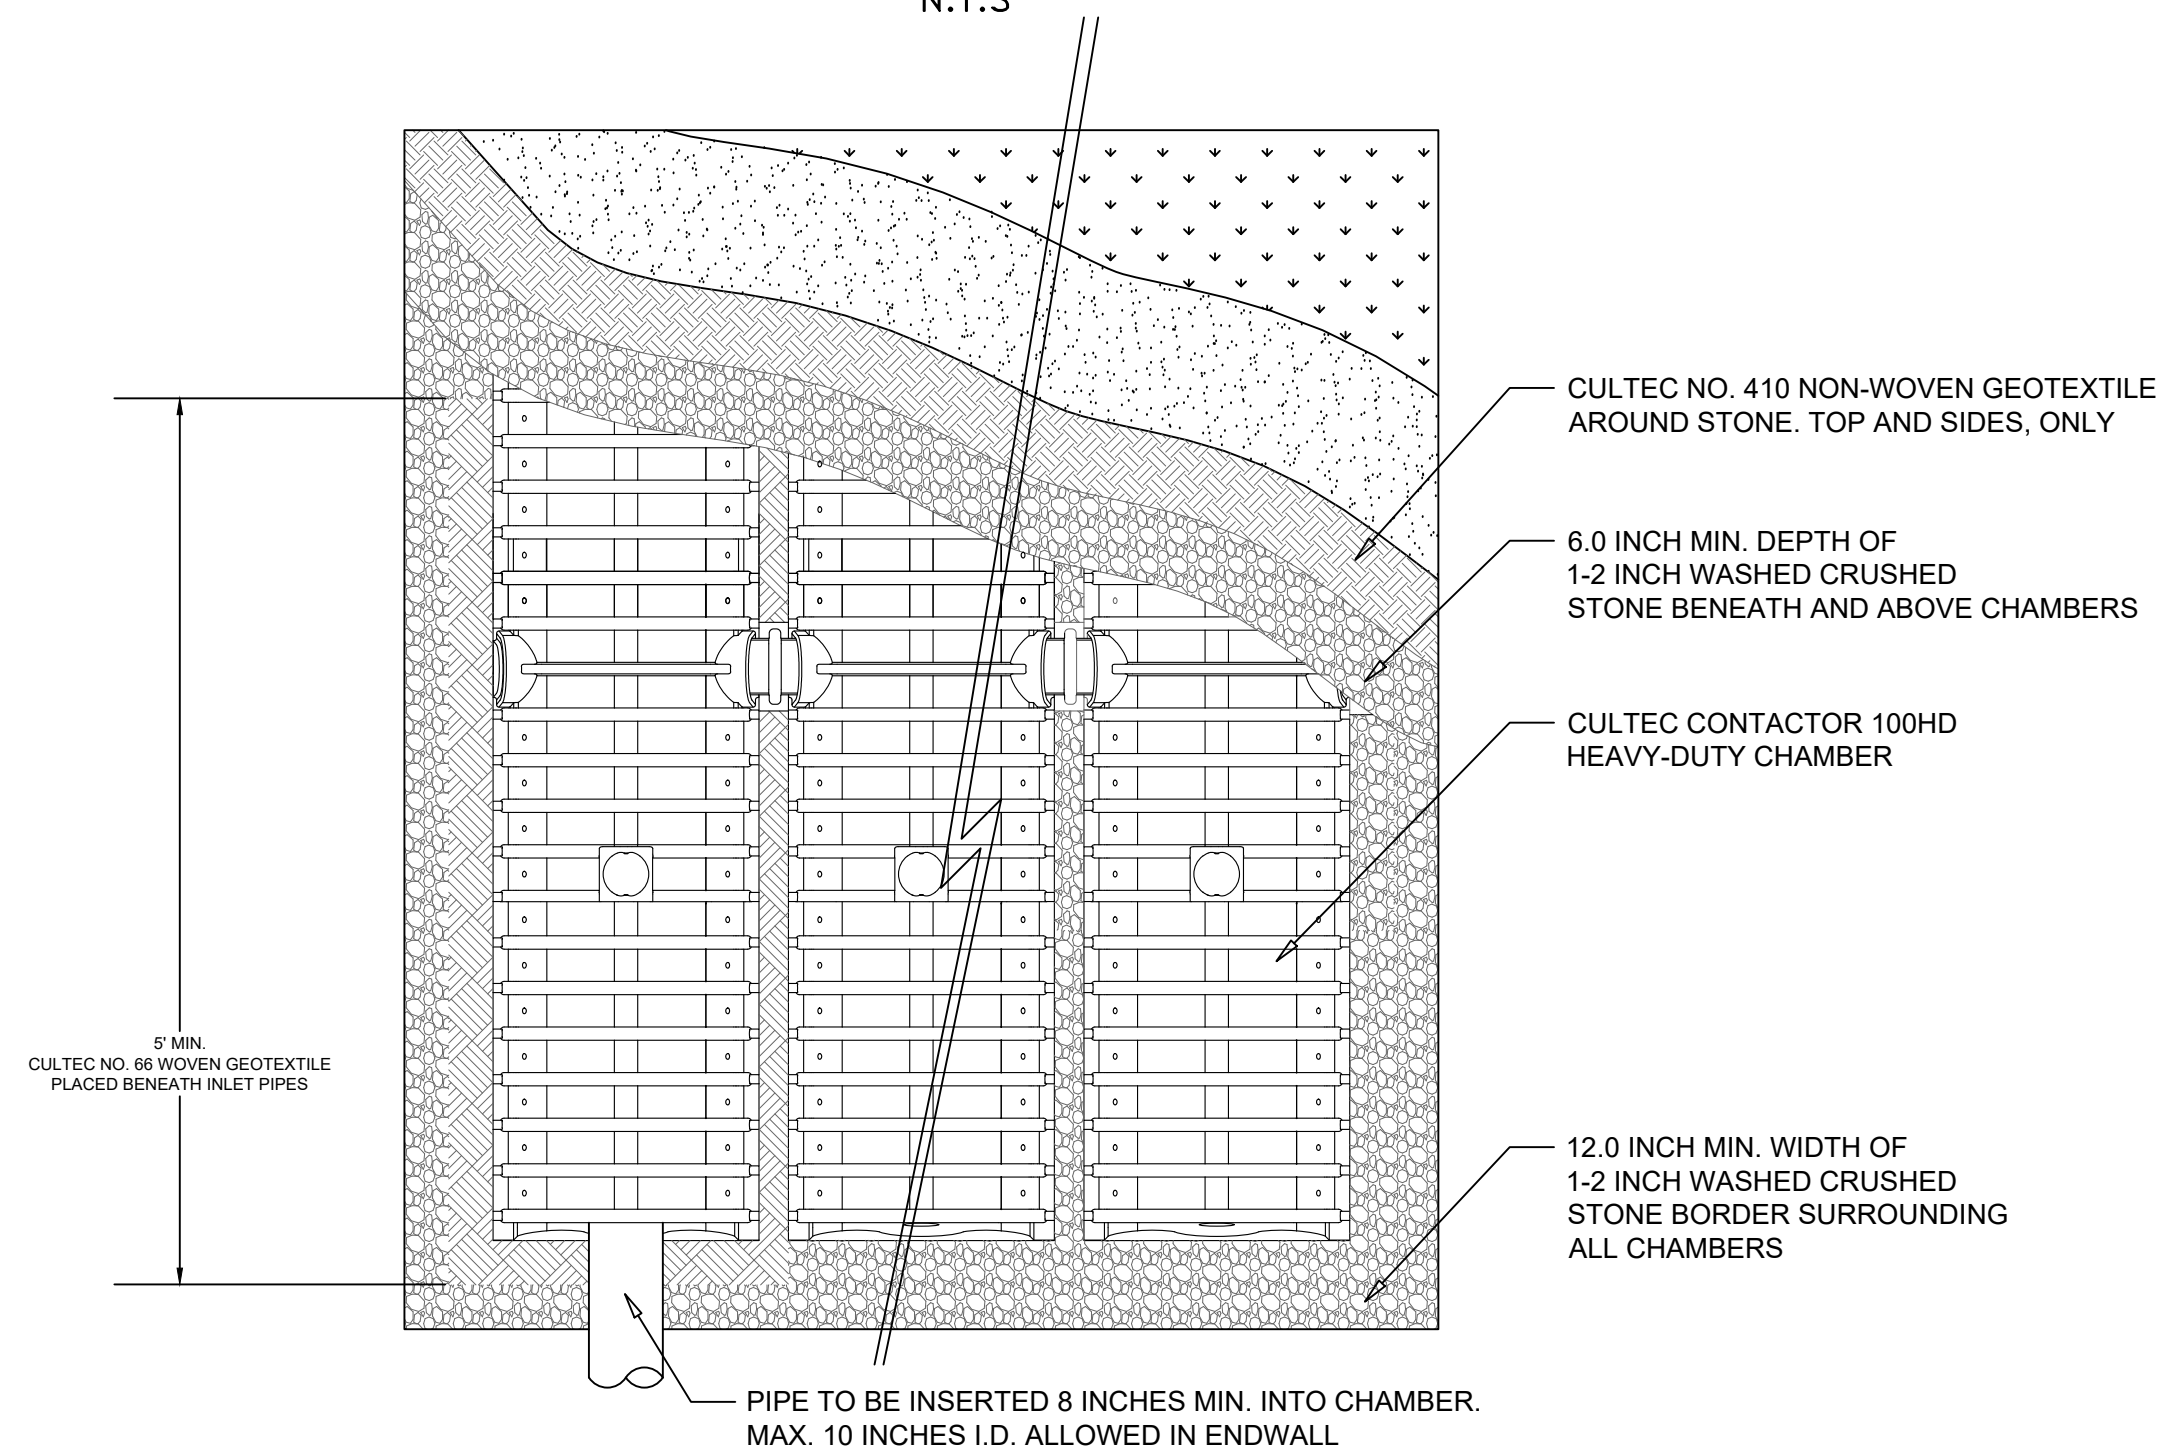 N.T.S
CULTEC NO. 410 NON-WOVEN GEOTEXTILE
AROUND STONE. TOP AND SIDES, ONLY
6.0 INCH MIN. DEPTH OF
1-2 INCH WASHED CRUSHED
STONE BENEATH AND ABOVE CHAMBERS
CULTEC CONTACTOR 100HD
HEAVY-DUTY CHAMBER
5' MIN.
CULTEC NO. 66 WOVEN GEOTEXTILE
PLACED BENEATH INLET PIPES
12.0 INCH MIN. WIDTH OF
1-2 INCH WASHED CRUSHED
STONE BORDER SURROUNDING
ALL CHAMBERS
PIPE TO BE INSERTED 8 INCHES MIN. INTO CHAMBER.
MAX. 10 INCHES I.D. ALLOWED IN ENDWALL